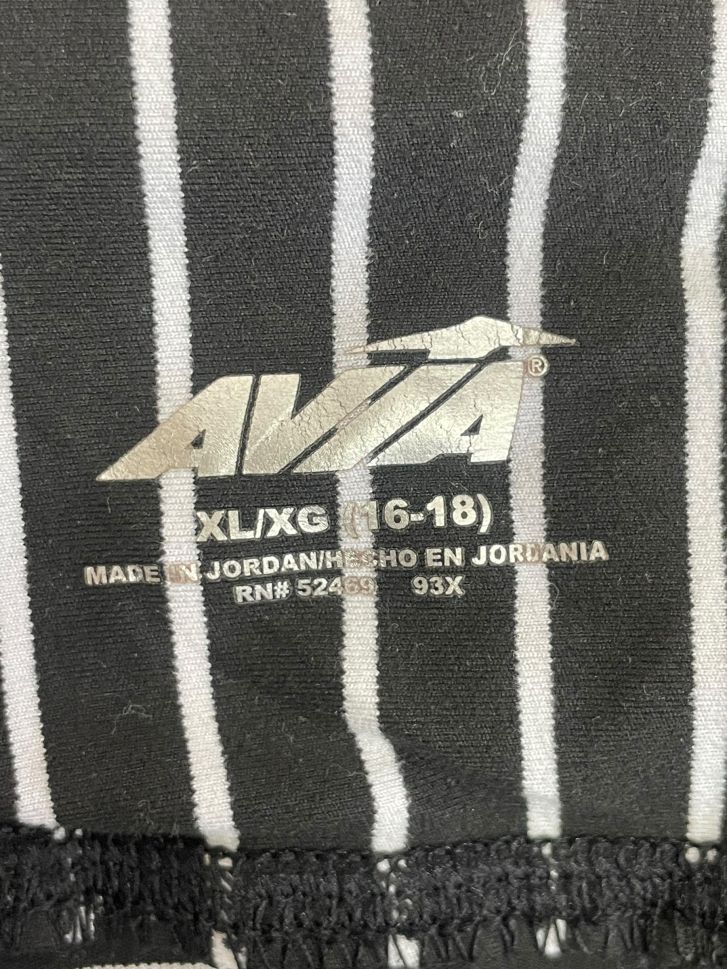 AVIA®
XL/XG (16-18)
MADE IN JORDAN/HECHO EN JORDANIA
RN# 52469 93X